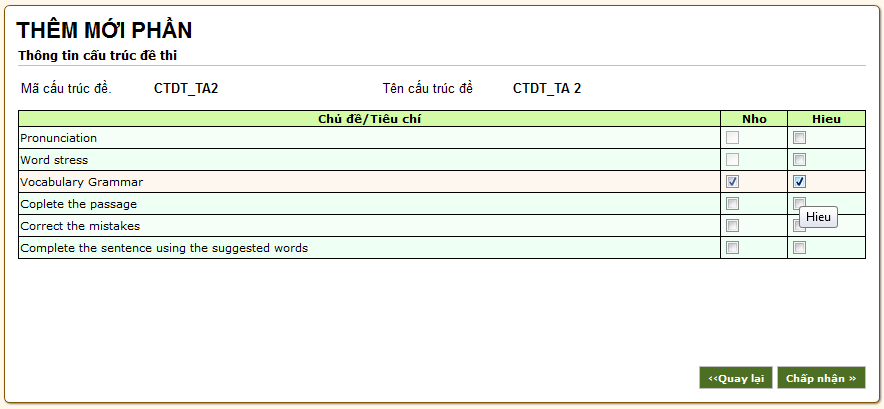 THÊM MỚI PHẦN
Thông tin cấu trúc đề thi
Mã cấu trúc đề. CTDT_TA2 Tên cấu trúc đề CTDT_TA 2
Chủ đề/Tiêu chí Nho Hieu
Pronunciation
Word stress
Vocabulary Grammar
Coplete the passage
Hieu
Correct the mistakes
Complete the sentence using the suggested words
‹‹Quay lại Chấp nhận »